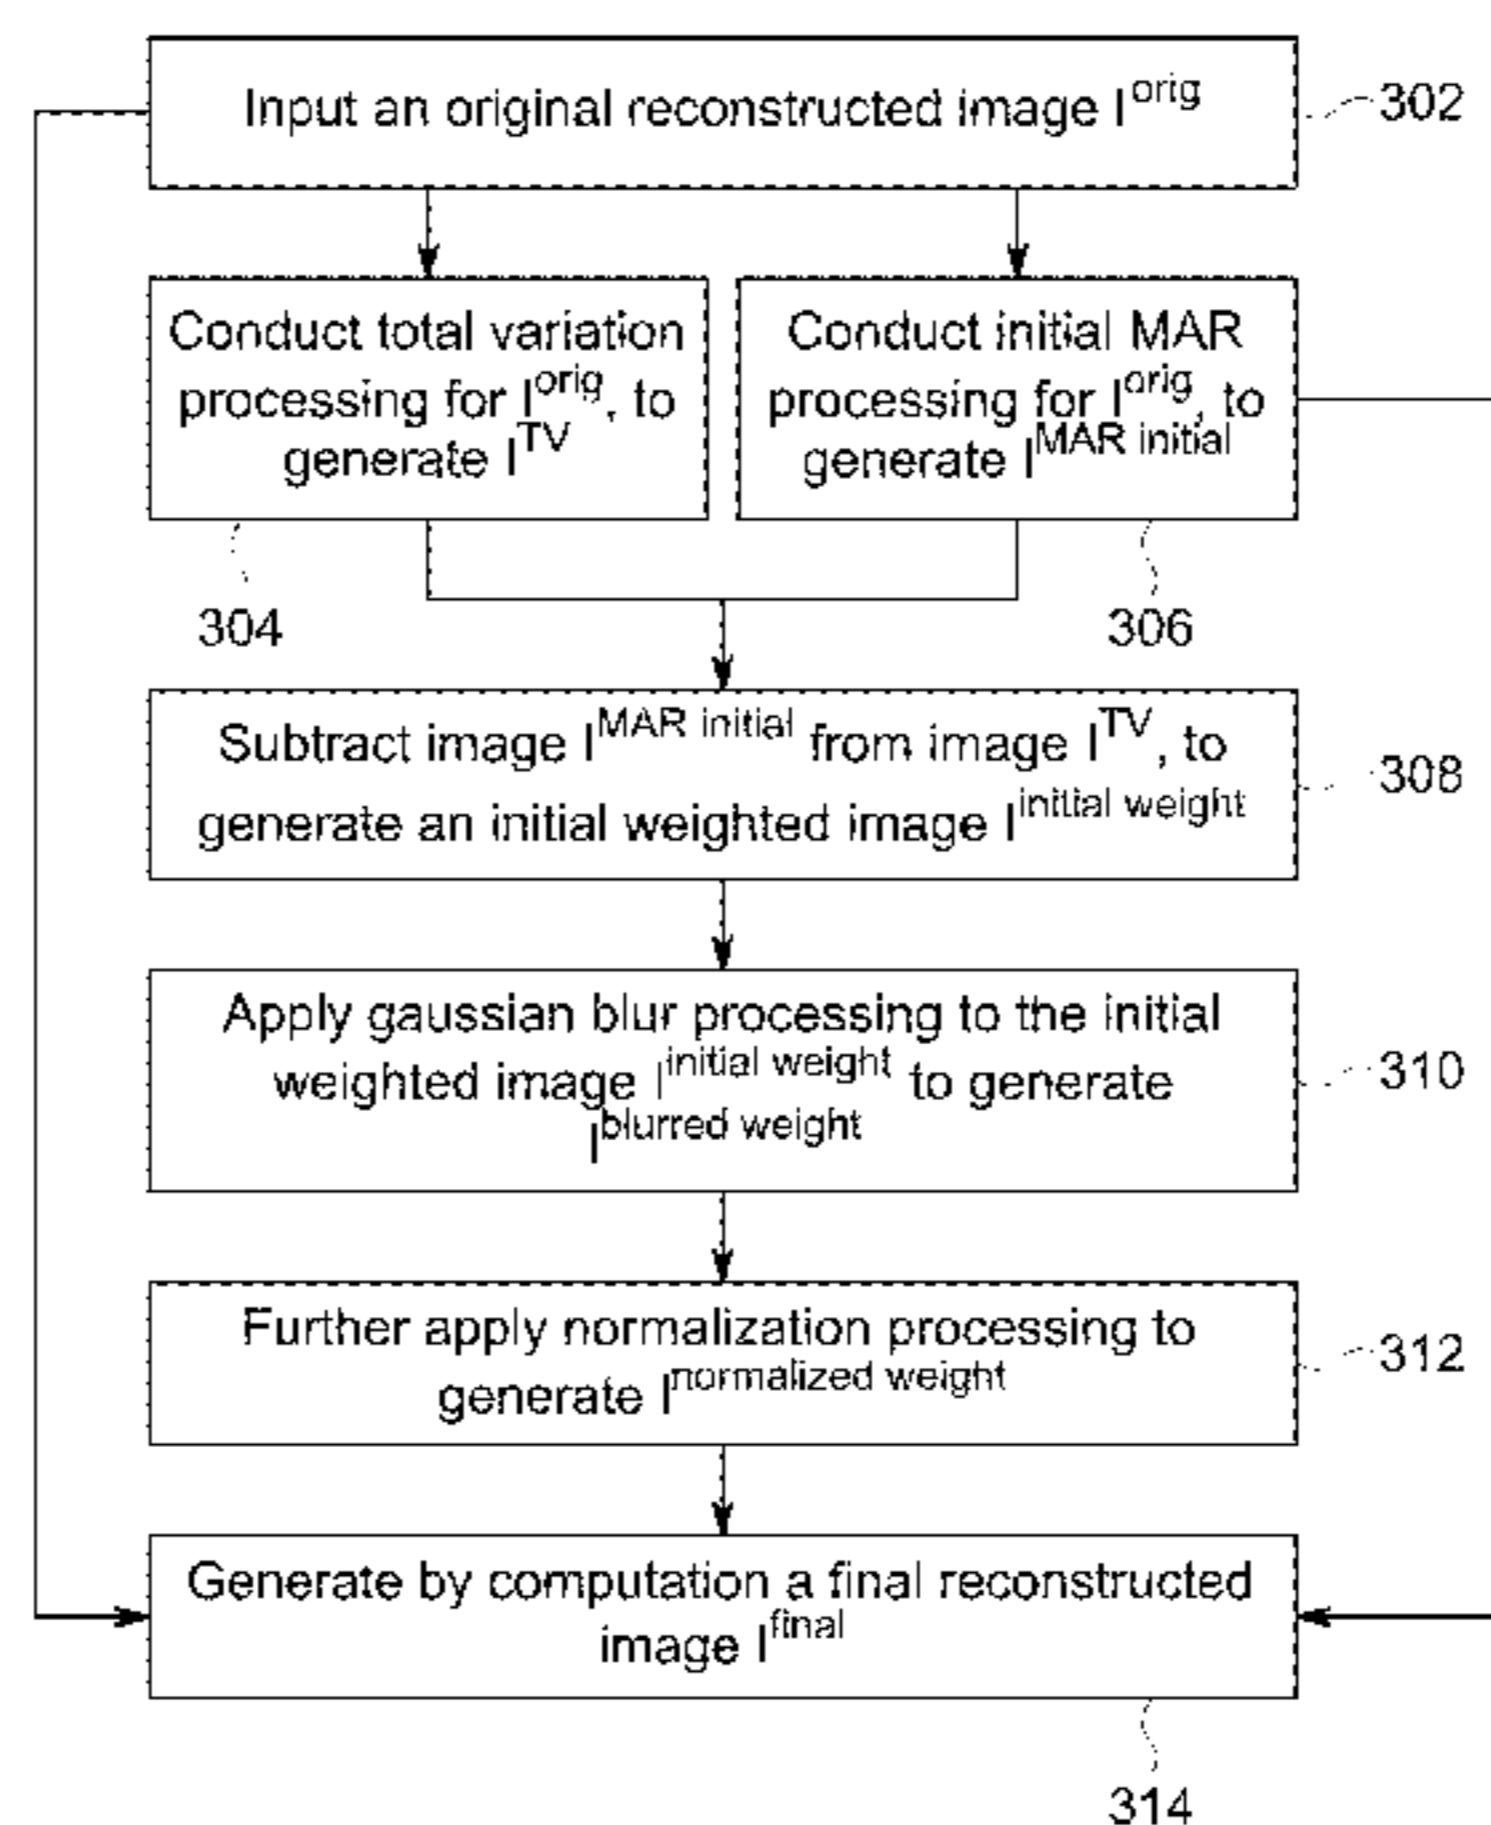 Input an original reconstructed image I^orig
302
Conduct total variation
processing for I^orig, to
generate I^TV
304
Conduct initial MAR
processing for I^orig, to
generate I^MAR initial
306
Subtract image I^MAR initial from image I^TV, to
generate an initial weighted image I^initial weight
308
Apply gaussian blur processing to the initial
weighted image I^initial weight to generate
I^blurred weight
310
Further apply normalization processing to
generate I^normalized weight
312
Generate by computation a final reconstructed
image I^final
314